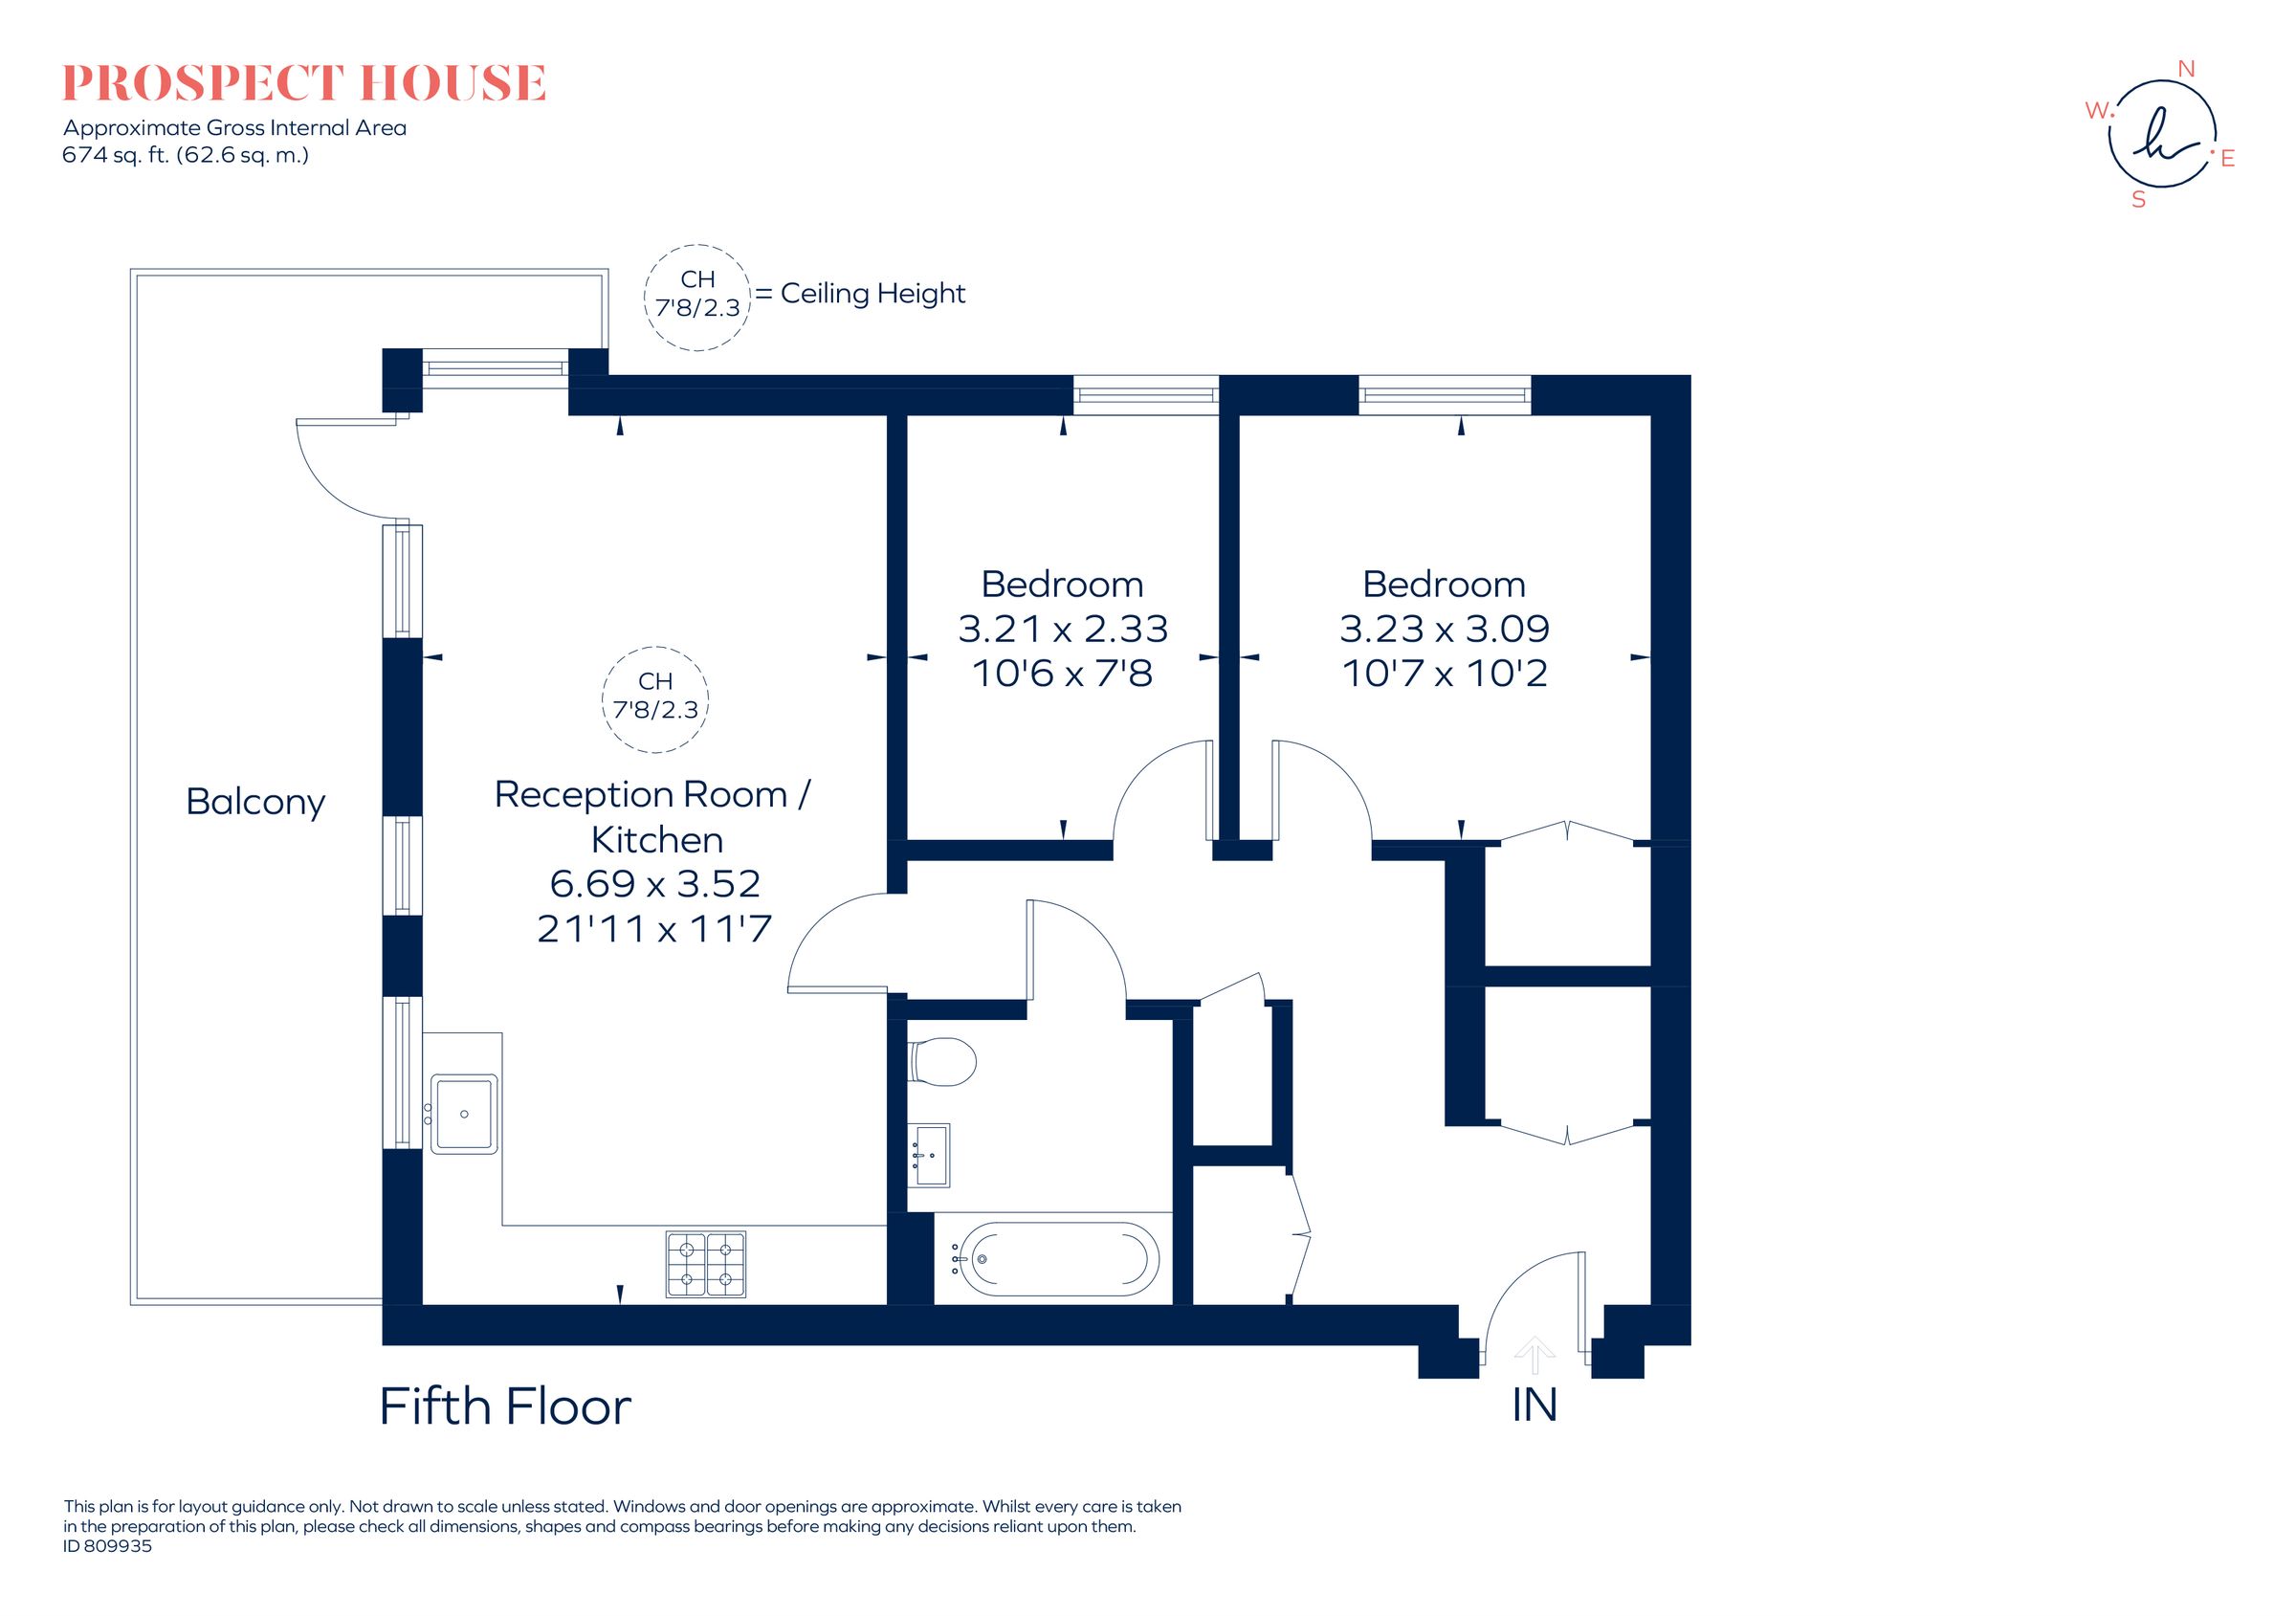 PROSPECT HOUSE
Approximate Gross Internal Area
674 sq. ft. (62.6 sq. m.)
N
W.
E
S
h
CH
7'8/2.3
= Ceiling Height
Bedroom
3.21 x 2.33
10'6 x 7'8
Bedroom
3.23 x 3.09
10'7 x 10'2
CH
7'8/2.3
Balcony
Reception Room /
Kitchen
6.69 x 3.52
21'11 x 11'7
Fifth Floor
IN
This plan is for layout guidance only. Not drawn to scale unless stated. Windows and door openings are approximate. Whilst every care is taken
in the preparation of this plan, please check all dimensions, shapes and compass bearings before making any decisions reliant upon them.
ID 809935